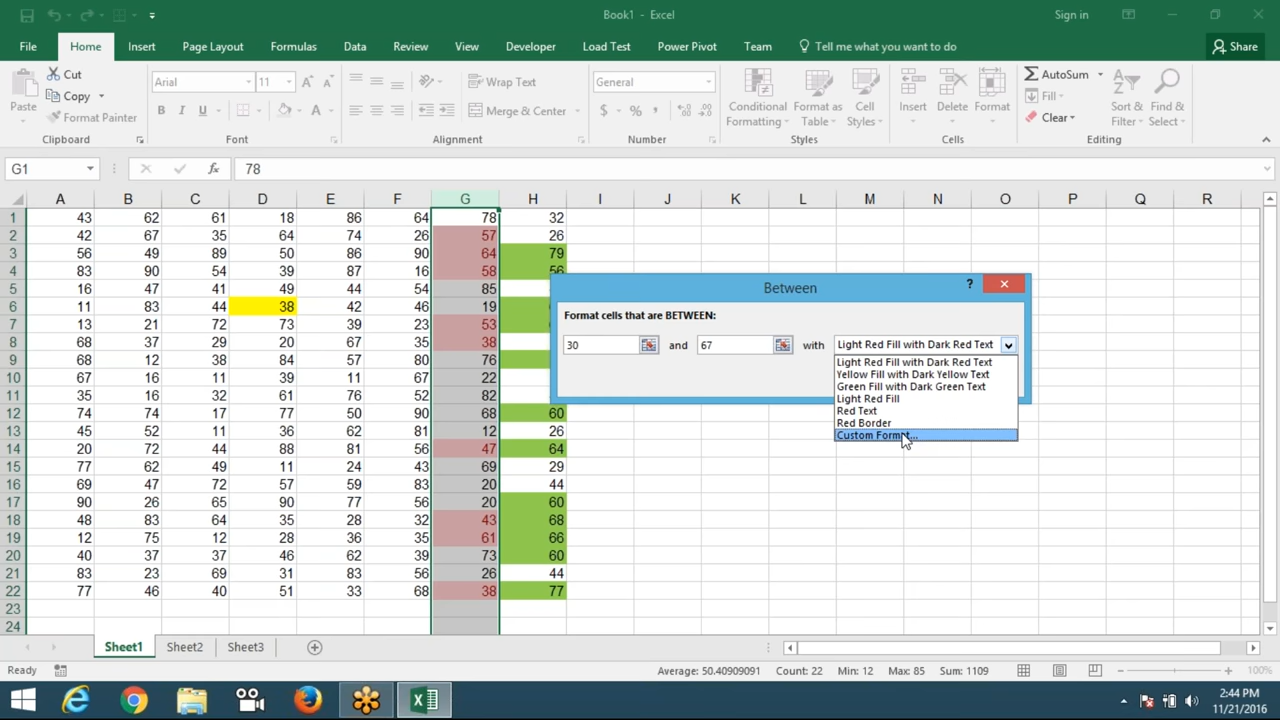 Book1 - Excel
Sign in
File Home Insert Page Layout Formulas Data Review View Developer Load Test Power Pivot Team Tell me what you want to do Share
Paste
Cut
Copy
Format Painter
Clipboard
Arial 11
B I U
A
Font
Wrap Text
Merge & Center
Alignment
General
$ % ,
Number
Conditional Formatting
Format as Table
Cell Styles
Styles
Insert Delete Format
Cells
AutoSum
Fill
Clear
Sort & Filter
Find & Select
Editing
G1 fx 78
A B C D E F G H I J K L M N O P Q R
1 43 62 61 18 86 64 78 32
2 42 67 35 64 74 26 57 26
3 56 49 89 50 86 90 64 79
4 83 90 54 39 87 16 58 56
5 16 47 41 49 44 54 85
6 11 83 44 38 42 46 19
7 13 21 72 73 39 23 53
8 68 37 29 20 67 35 38
9 68 12 38 84 57 80 76
10 67 16 11 39 11 67 22
11 35 16 32 61 76 52 82
12 74 74 17 77 50 90 68 60
13 45 90 68 32 62 81 12 26
14 20 72 44 88 81 56 47 64
15 77 62 49 11 24 43 69 29
16 69 47 72 57 59 83 20 44
17 90 26 65 90 77 56 20 60
18 48 83 64 35 28 32 43 68
19 12 75 12 28 36 35 61 66
20 40 37 37 46 62 39 73 60
21 83 23 69 31 83 56 26 44
22 77 46 40 51 33 68 38 77
23
24
Between ?
Format cells that are BETWEEN:
30 and 67 with Light Red Fill with Dark Red Text
Light Red Fill with Dark Red Text
Yellow Fill with Dark Yellow Text
Green Fill with Dark Green Text
Light Red Fill
Red Text
Red Border
Custom Format...
Sheet1 Sheet2 Sheet3
Ready Average: 50.40909091 Count: 22 Min: 12 Max: 85 Sum: 1109 100%
2:44 PM
11/21/2016